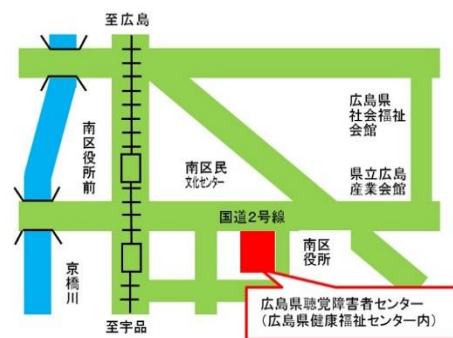 至広島
南区役所前
南区民
文化センター
広島県
社会福祉
会館
県立広島
産業会館
国道2号線
南区
役所
京橋川
至宇品
広島県聴覚障害者センター
（広島県健康福祉センター内）